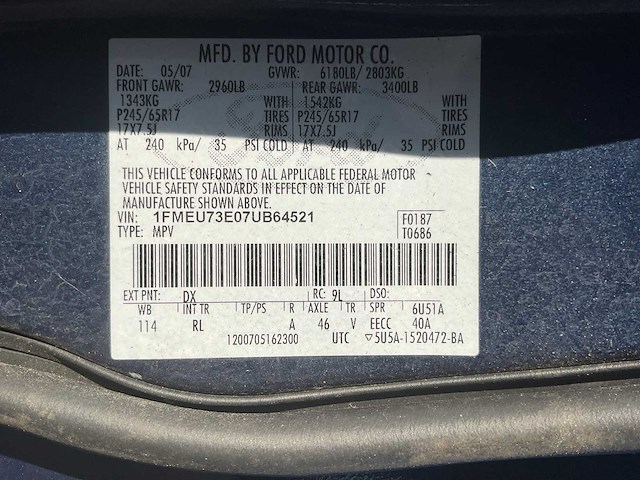 MFD. BY FORD MOTOR CO.
DATE: 05/07 GVWR: 6180LB/ 2803KG
FRONT GAWR: 2960LB REAR GAWR: 3400LB
1343KG WITH 1542KG WITH
P245/65R17 TIRES P245/65R17 TIRES
17X7.5J RIMS 17X7.5J RIMS
AT 240 kPa/ 35 PSI COLD AT 240 kPa/ 35 PSI COLD
THIS VEHICLE CONFORMS TO ALL APPLICABLE FEDERAL MOTOR
VEHICLE SAFETY STANDARDS IN EFFECT ON THE DATE OF
MANUFACTURE SHOWN ABOVE.
VIN: 1FMEU73E07UB64521 F0187
TYPE: MPV T0686
EXT PNT: DX RC: 9L DSO:
WB INT TR TP/PS R AXLE TR SPR 6U51A
114 RL A 46 V EECC 40A
1200705162300 UTC ▽5U5A-1520472-BA